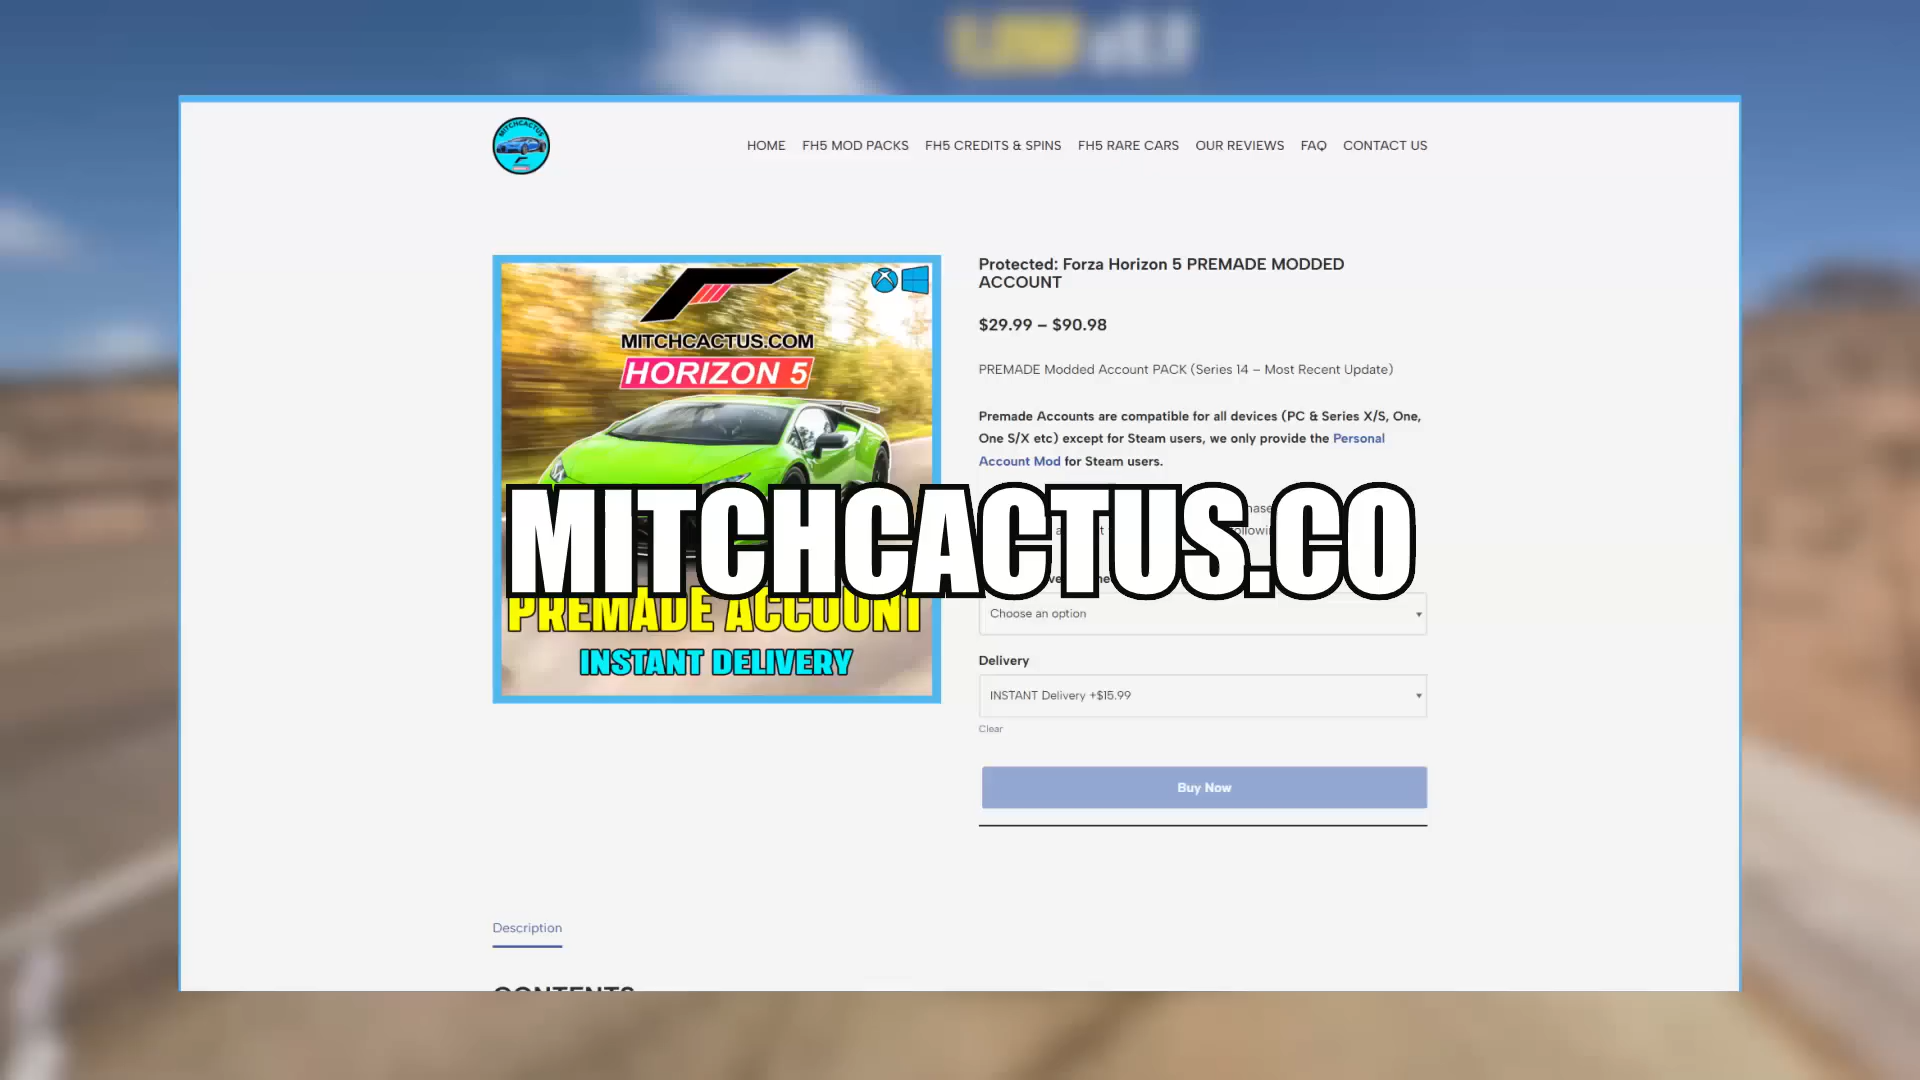 MITCHCACTUS
HOME FH5 MOD PACKS FH5 CREDITS & SPINS FH5 RARE CARS OUR REVIEWS FAQ CONTACT US
MITCHCACTUS.COM
HORIZON 5
PREMADE ACCOUNT
INSTANT DELIVERY
Protected: Forza Horizon 5 PREMADE MODDED
ACCOUNT
$29.99 – $90.98
PREMADE Modded Account PACK (Series 14 – Most Recent Update)
Premade Accounts are compatible for all devices (PC & Series X/S, One,
One S/X etc) except for Steam users, we only provide the Personal
Account Mod for Steam users.
MITCHCACTUS.CO
Choose an option
Delivery
INSTANT Delivery +$15.99
Clear
Buy Now
Description
CONTENTS